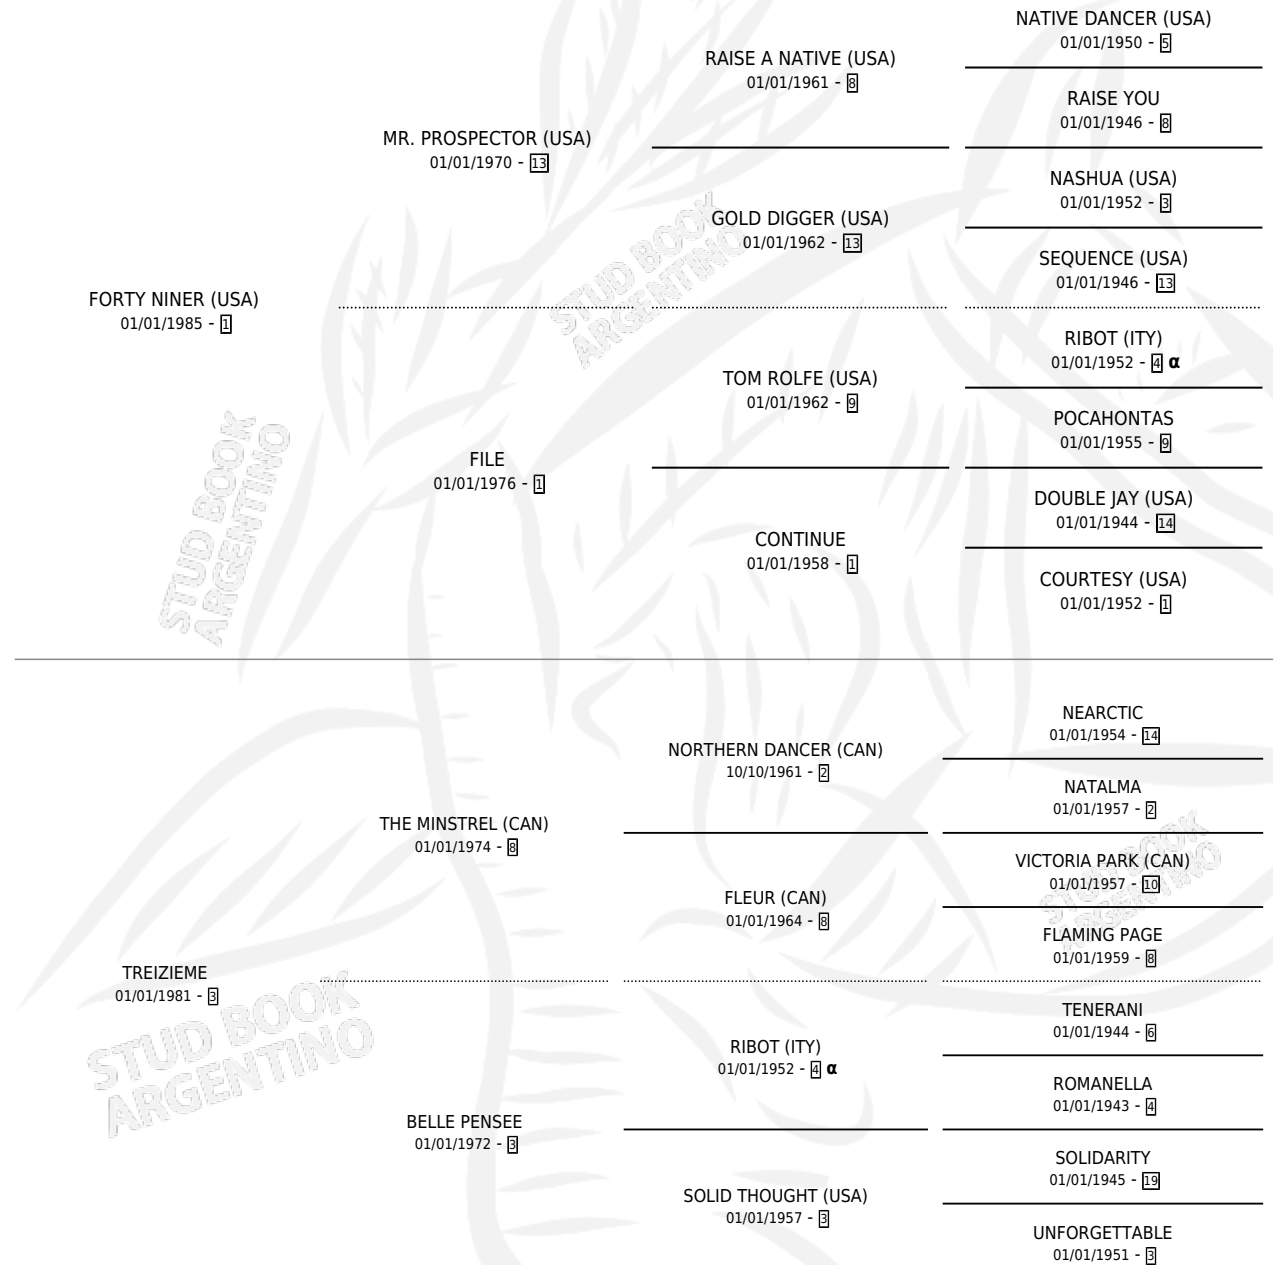 NATIVE DANCER (USA)
01/01/1950 - 5
RAISE A NATIVE (USA)
01/01/1961 - 8
RAISE YOU
01/01/1946 - 8
MR. PROSPECTOR (USA)
01/01/1970 - 13
NASHUA (USA)
01/01/1952 - 3
GOLD DIGGER (USA)
01/01/1962 - 13
SEQUENCE (USA)
01/01/1946 - 13
FORTY NINER (USA)
01/01/1985 - 1
RIBOT (ITY)
01/01/1952 - 4 α
TOM ROLFE (USA)
01/01/1962 - 9
POCAHONTAS
01/01/1955 - 9
FILE
01/01/1976 - 1
DOUBLE JAY (USA)
01/01/1944 - 14
CONTINUE
01/01/1958 - 1
COURTESY (USA)
01/01/1952 - 1
NEARCTIC
01/01/1954 - 14
NORTHERN DANCER (CAN)
10/10/1961 - 2
NATALMA
01/01/1957 - 2
THE MINSTREL (CAN)
01/01/1974 - 8
VICTORIA PARK (CAN)
01/01/1957 - 10
FLEUR (CAN)
01/01/1964 - 8
FLAMING PAGE
01/01/1959 - 8
TREIZIEME
01/01/1981 - 3
TENERANI
01/01/1944 - 6
RIBOT (ITY)
01/01/1952 - 4 α
ROMANELLA
01/01/1943 - 4
BELLE PENSEE
01/01/1972 - 3
SOLIDARITY
01/01/1945 - 19
SOLID THOUGHT (USA)
01/01/1957 - 3
UNFORGETTABLE
01/01/1951 - 3
STUD BOOK
ARGENTINO
STUD BOOK
ARGENTINO
STUD BOOK
ARGENTINO
STUD BOOK
ARGENTINO